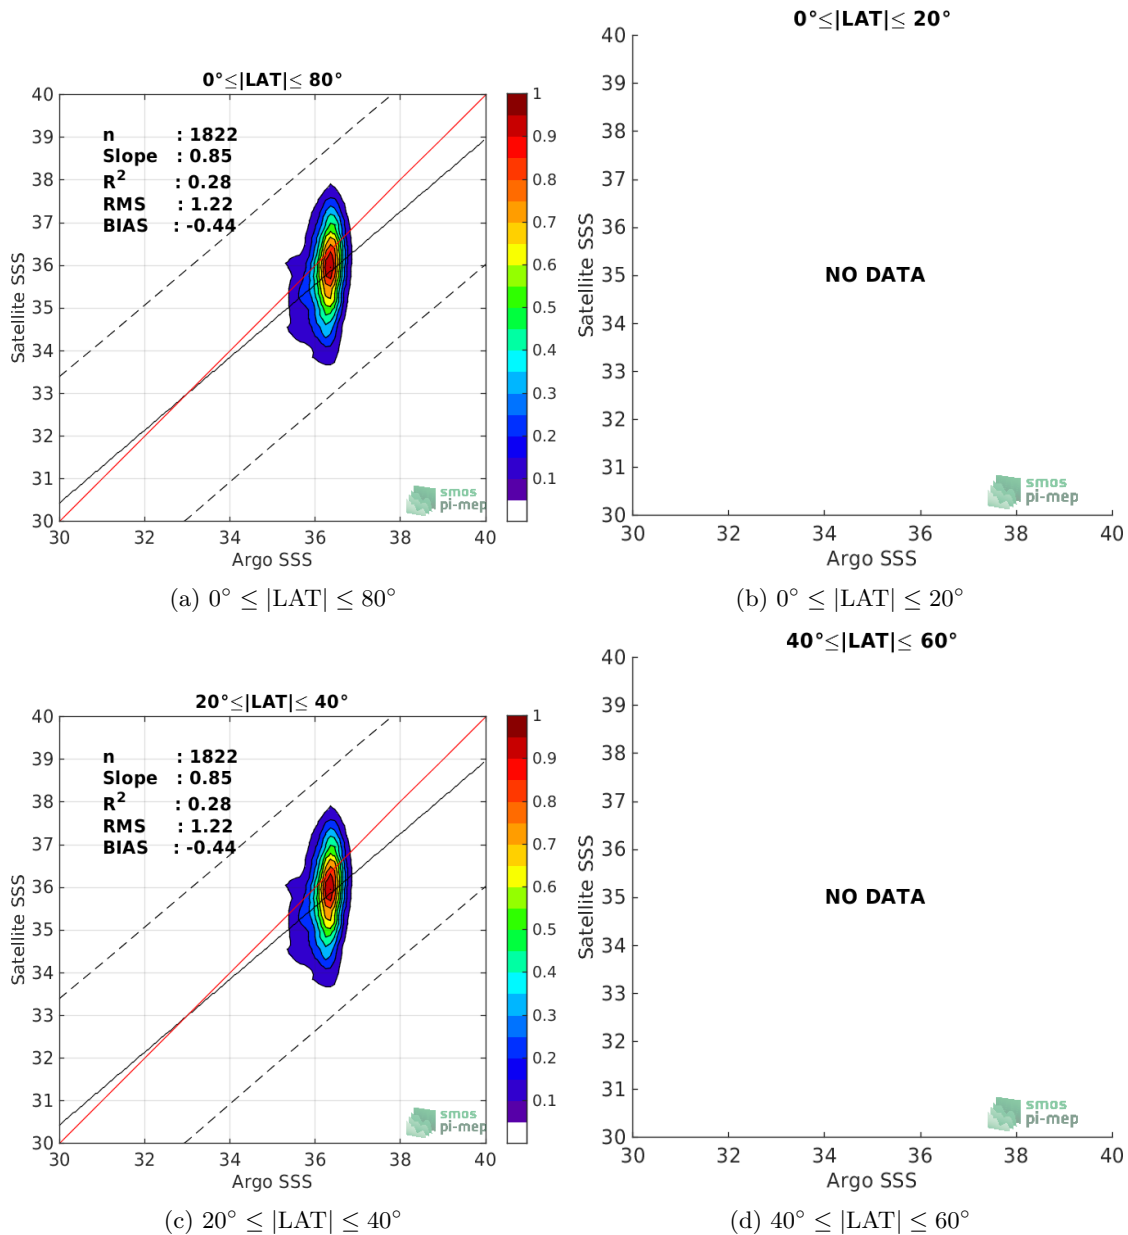 0°≤|LAT|≤ 80°
40
39
38
37
36
35
34
33
32
31
30
Satellite SSS
n : 1822
Slope : 0.85
R² : 0.28
RMS : 1.22
BIAS : -0.44
smos
pi-mep
30 32 34 36 38 40
Argo SSS
1
0.9
0.8
0.7
0.6
0.5
0.4
0.3
0.2
0.1
(a) 0° ≤ |LAT| ≤ 80°
0°≤|LAT|≤ 20°
40
39
38
37
36
35
34
33
32
31
30
Satellite SSS
NO DATA
smos
pi-mep
30 32 34 36 38 40
Argo SSS
(b) 0° ≤ |LAT| ≤ 20°
20°≤|LAT|≤ 40°
40
39
38
37
36
35
34
33
32
31
30
Satellite SSS
n : 1822
Slope : 0.85
R² : 0.28
RMS : 1.22
BIAS : -0.44
smos
pi-mep
30 32 34 36 38 40
Argo SSS
1
0.9
0.8
0.7
0.6
0.5
0.4
0.3
0.2
0.1
(c) 20° ≤ |LAT| ≤ 40°
40°≤|LAT|≤ 60°
40
39
38
37
36
35
34
33
32
31
30
Satellite SSS
NO DATA
smos
pi-mep
30 32 34 36 38 40
Argo SSS
(d) 40° ≤ |LAT| ≤ 60°